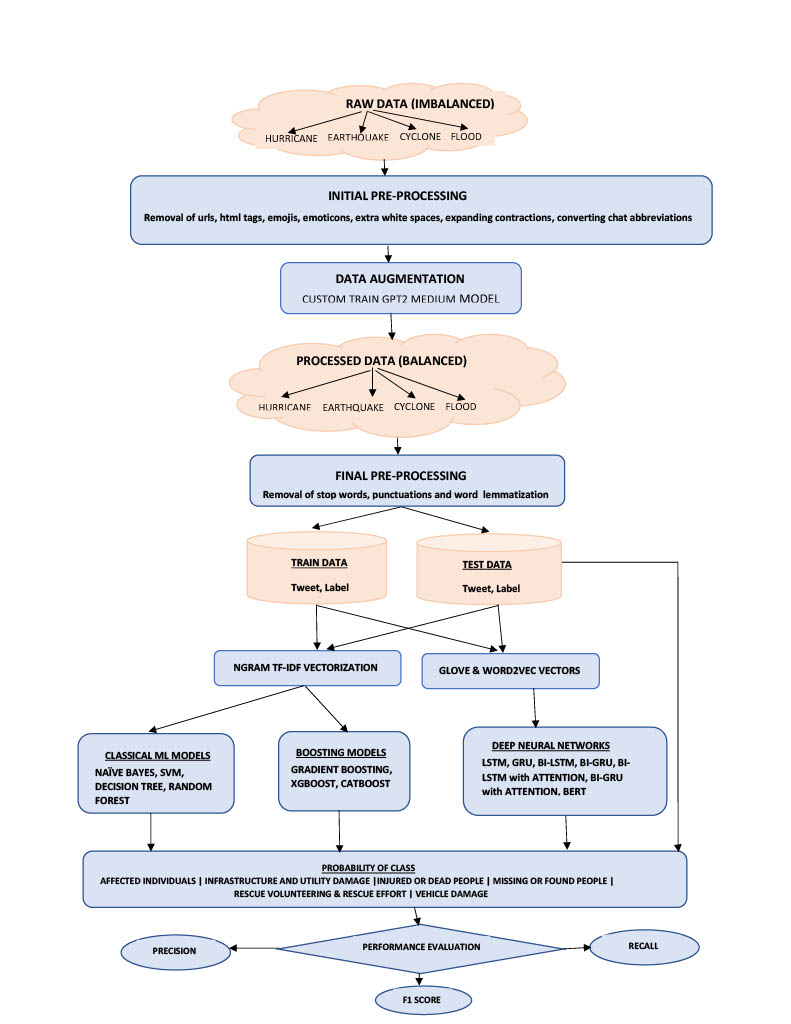 RAW DATA (IMBALANCED)
HURRICANE EARTHQUAKE CYCLONE FLOOD
INITIAL PRE-PROCESSING
Removal of urls, html tags, emojis, emoticons, extra white spaces, expanding contractions, converting chat abbreviations
DATA AUGMENTATION
CUSTOM TRAIN GPT2 MEDIUM MODEL
PROCESSED DATA (BALANCED)
HURRICANE EARTHQUAKE CYCLONE FLOOD
FINAL PRE-PROCESSING
Removal of stop words, punctuations and word lemmatization
TRAIN DATA
Tweet, Label
TEST DATA
Tweet, Label
NGRAM TF-IDF VECTORIZATION
GLOVE & WORD2VEC VECTORS
CLASSICAL ML MODELS
NAÏVE BAYES, SVM,
DECISION TREE, RANDOM
FOREST
BOOSTING MODELS
GRADIENT BOOSTING,
XGBOOST, CATBOOST
DEEP NEURAL NETWORKS
LSTM, GRU, BI-LSTM, BI-GRU, BI-
LSTM with ATTENTION, BI-GRU
with ATTENTION, BERT
PROBABILITY OF CLASS
AFFECTED INDIVIDUALS | INFRASTRUCTURE AND UTILITY DAMAGE |INJURED OR DEAD PEOPLE | MISSING OR FOUND PEOPLE |
RESCUE VOLUNTEERING & RESCUE EFFORT | VEHICLE DAMAGE
PERFORMANCE EVALUATION
PRECISION
RECALL
F1 SCORE